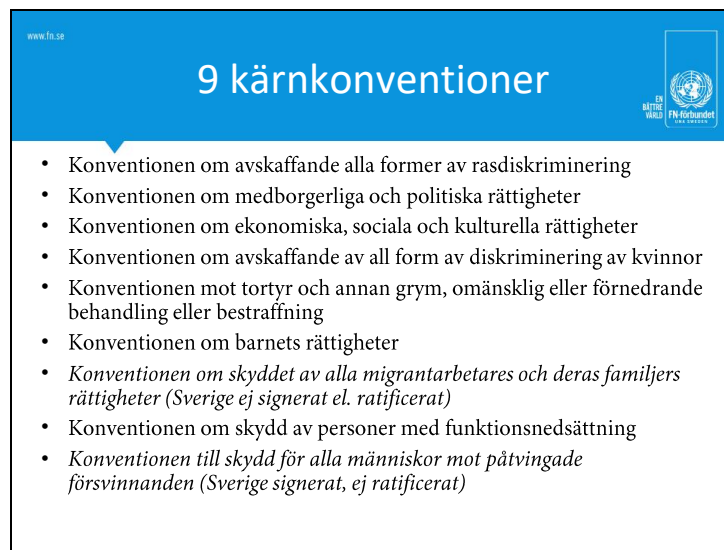 www.fn.se
9 kärnkonventioner
EN
BÄTTRE
VÄRLD
FN-förbundet
UNA SWEDEN
• Konventionen om avskaffande alla former av rasdiskriminering
• Konventionen om medborgerliga och politiska rättigheter
• Konventionen om ekonomiska, sociala och kulturella rättigheter
• Konventionen om avskaffande av all form av diskriminering av kvinnor
• Konventionen mot tortyr och annan grym, omänsklig eller förnedrande
behandling eller bestraffning
• Konventionen om barnets rättigheter
• Konventionen om skyddet av alla migrantarbetares och deras familjers
rättigheter (Sverige ej signerat el. ratificerat)
• Konventionen om skydd av personer med funktionsnedsättning
• Konventionen till skydd för alla människor mot påtvingade
försvinnanden (Sverige signerat, ej ratificerat)